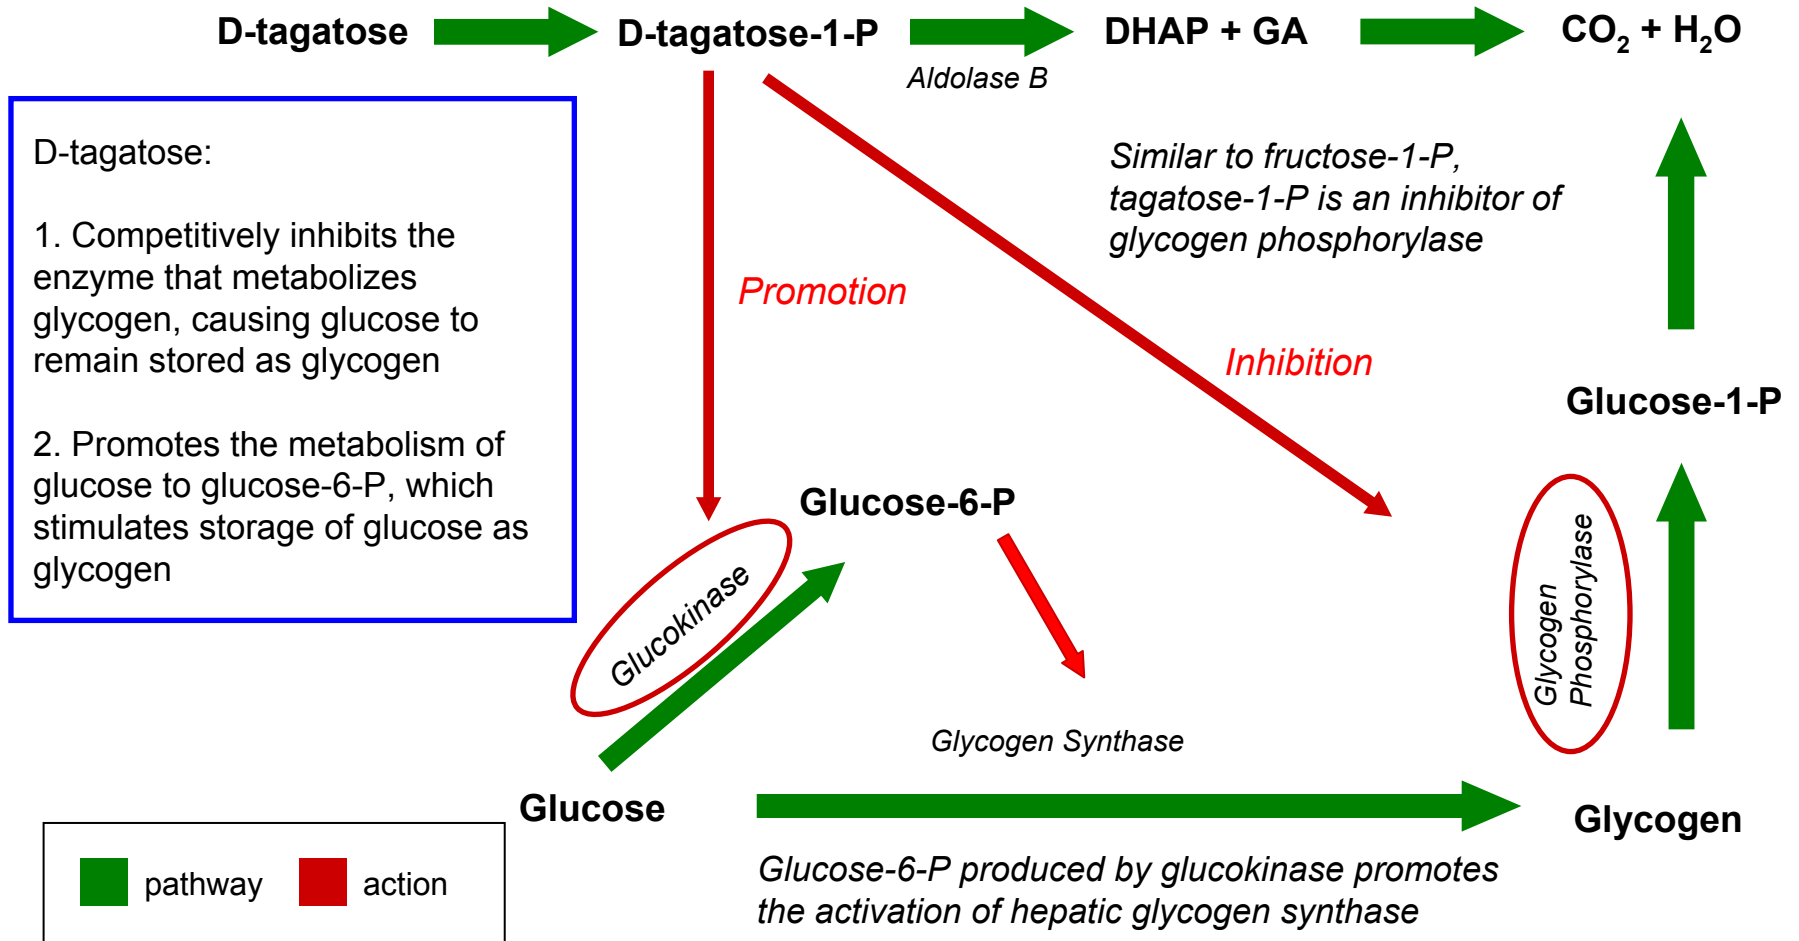 D-tagatose
D-tagatose-1-P
DHAP + GA
CO₂ + H₂O
Aldolase B
D-tagatose:
1. Competitively inhibits the
enzyme that metabolizes
glycogen, causing glucose to
remain stored as glycogen
2. Promotes the metabolism of
glucose to glucose-6-P, which
stimulates storage of glucose as
glycogen
Similar to fructose-1-P,
tagatose-1-P is an inhibitor of
glycogen phosphorylase
Promotion
Inhibition
Glucose-1-P
Glucose-6-P
Glucokinase
Glycogen
Phosphorylase
Glycogen Synthase
Glucose
Glycogen
pathway
action
Glucose-6-P produced by glucokinase promotes
the activation of hepatic glycogen synthase